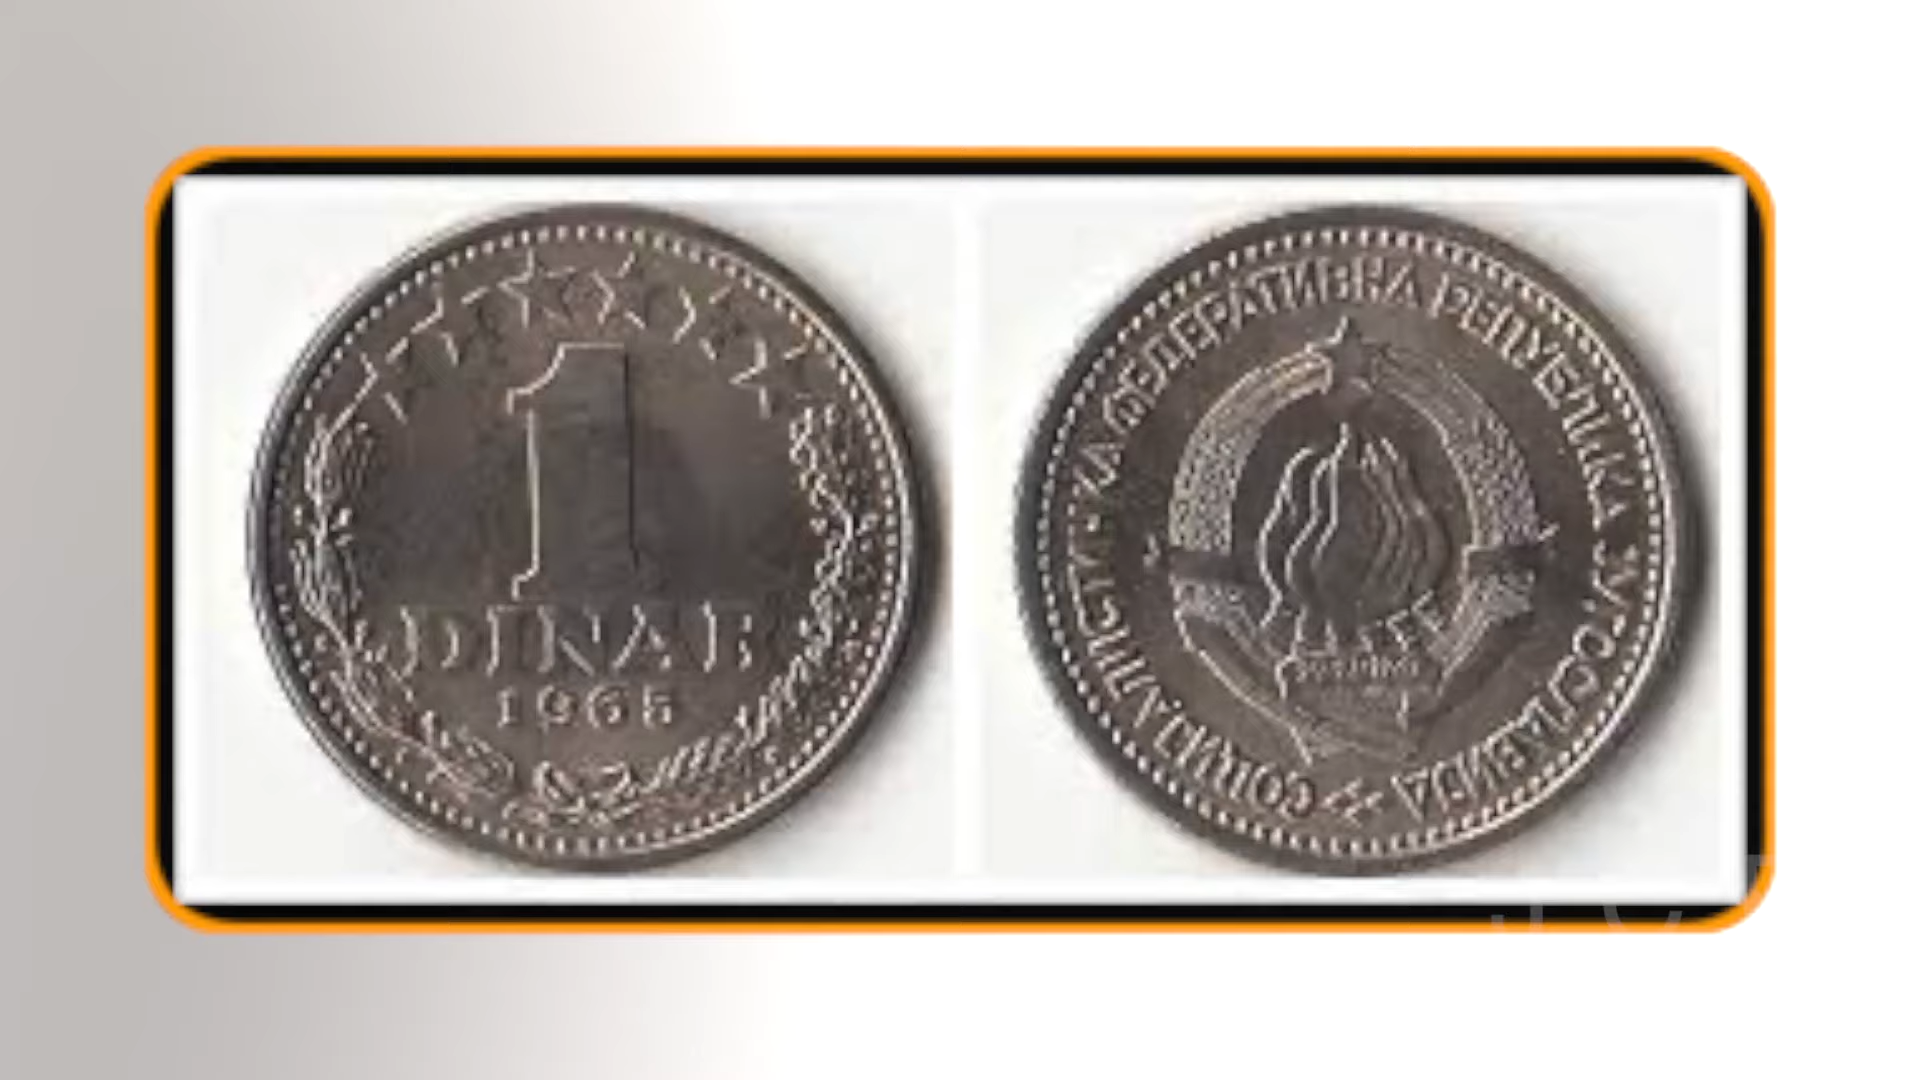 1
DINAR
1965
СОЦИЈАЛИСТИЧКА ФЕДЕРАТИВНА РЕПУБЛИКА ЈУГОСЛАВИЈА